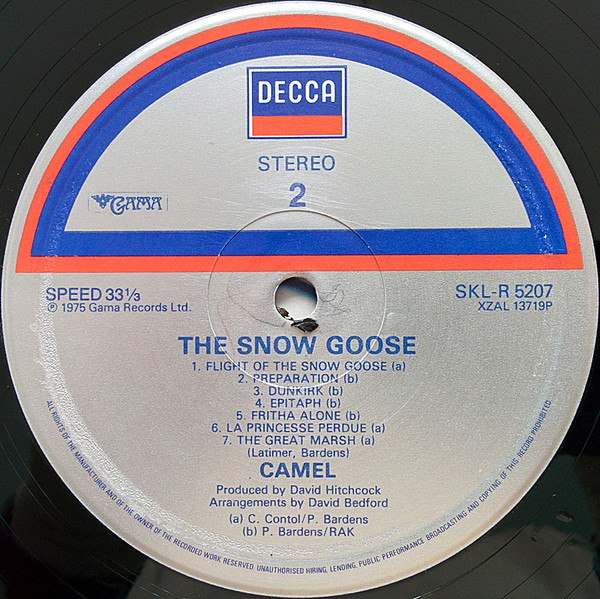 DECCA
STEREO
2
GAMA
SPEED 33⅓
SKL-R 5207
℗ 1975 Gama Records Ltd.
XZAL 13719P
THE SNOW GOOSE
1. FLIGHT OF THE SNOW GOOSE (a)
2. PREPARATION (b)
3. DUNKIRK (b)
4. EPITAPH (b)
5. FRITHA ALONE (b)
6. LA PRINCESSE PERDUE (a)
7. THE GREAT MARSH (a)
(Latimer, Bardens)
CAMEL
Produced by David Hitchcock
Arrangements by David Bedford
(a) C. Contol/P. Bardens
(b) P. Bardens/RAK
ALL RIGHTS OF THE MANUFACTURER AND OF THE OWNER OF THE RECORDED WORK RESERVED UNAUTHORISED HIRING, LENDING, PUBLIC PERFORMANCE BROADCASTING AND COPYING OF THIS RECORD PROHIBITED.